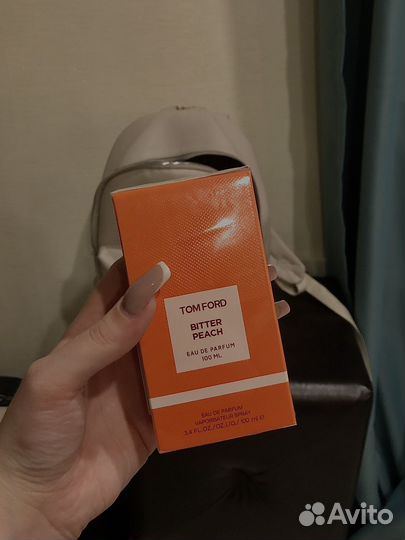 TOM FORD
BITTER
PEACH
EAU DE PARFUM
100 ML
EAU DE PARFUM
VAPORISATEUR SPRAY
3.4 FL.OZ./OZ.LIQ./ 100 ml ℮
Avito